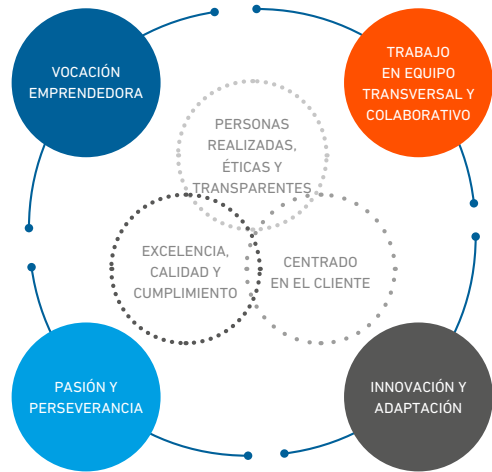 VOCACIÓN
EMPRENDEDORA
TRABAJO
EN EQUIPO
TRANSVERSAL Y
COLABORATIVO
PERSONAS
REALIZADAS,
ÉTICAS Y
TRANSPARENTES
EXCELENCIA,
CALIDAD Y
CUMPLIMIENTO
CENTRADO
EN EL CLIENTE
PASIÓN Y
PERSEVERANCIA
INNOVACIÓN Y
ADAPTACIÓN